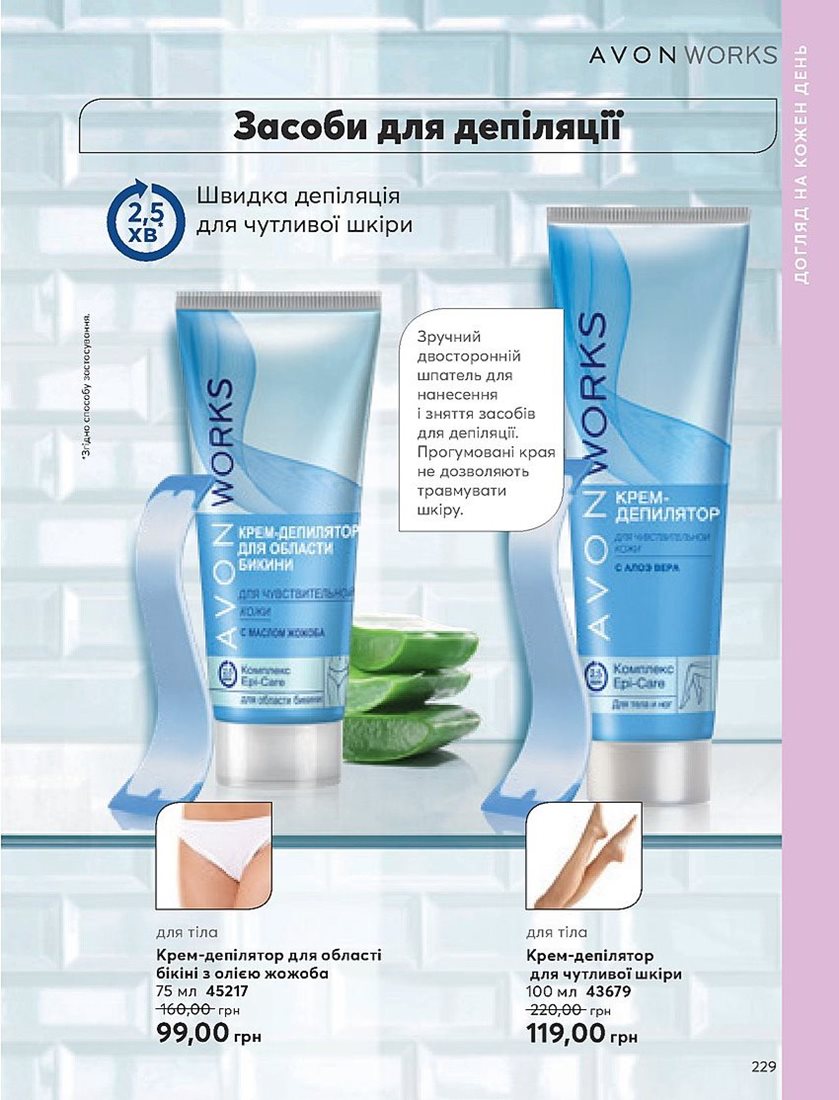 AVON WORKS
ДОГЛЯД НА КОЖЕН ДЕНЬ
Засоби для депіляції
2,5
ХВ*
Швидка депіляція
для чутливої шкіри
*Згідно способу застосування.
Зручний
двосторонній
шпатель для
нанесення
і зняття засобів
для депіляції.
Прогумовані края
не дозволяють
травмувати
шкіру.
AVON WORKS
КРЕМ-ДЕПИЛЯТОР
ДЛЯ ОБЛАСТИ
БИКИНИ
ДЛЯ ЧУВСТВИТЕЛЬНОЙ
КОЖИ
С МАСЛОМ ЖОЖОБА
Комплекс
Epi-Care
для области бикини
AVON WORKS
КРЕМ-
ДЕПИЛЯТОР
ДЛЯ ЧУВСТВИТЕЛЬНОЙ
КОЖИ
С АЛОЭ ВЕРА
2,5
Комплекс
Epi-Care
Для тела и ног
для тіла
Крем-депілятор для області
бікіні з олією жожоба
75 мл 45217
160,00 грн
99,00 грн
для тіла
Крем-депілятор
для чутливої шкіри
100 мл 43679
220,00 грн
119,00 грн
229